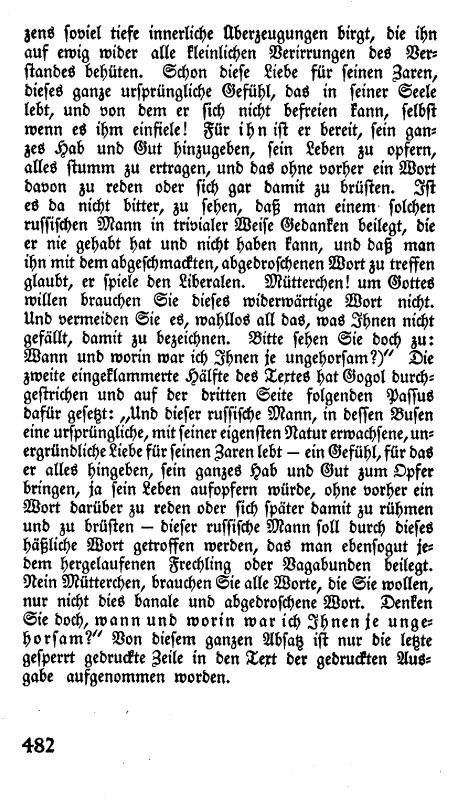 zens soviel tiefe innerliche Überzeugungen birgt, die ihn
auf ewig wider alle kleinlichen Verirrungen des Ver-
standes behüten. Schon diese Liebe für seinen Zaren,
dieses ganze ursprüngliche Gefühl, das in seiner Seele
lebt, und von dem er sich nicht befreien kann, selbst
wenn es ihm einfiele! Für ihn ist er bereit, sein gan-
zes Hab und Gut hinzugeben, sein Leben zu opfern,
alles stumm zu ertragen, und das ohne vorher ein Wort
davon zu reden oder sich gar damit zu brüsten. Ist
es da nicht bitter, zu sehen, daß man einem solchen
russischen Mann in trivialer Weise Gedanken beilegt, die
er nie gehabt hat und nicht haben kann, und daß man
ihn mit dem abgeschmackten, abgedroschenen Wort zu treffen
glaubt, er spiele den Liberalen. Mütterchen! um Gottes
willen brauchen Sie dieses widerwärtige Wort nicht.
Und vermeiden Sie es, wahllos all das, was Ihnen nicht
gefällt, damit zu bezeichnen. Bitte sehen Sie doch zu:
Wann und worin war ich Ihnen je ungehorsam?)“ Die
zweite eingeklammerte Hälfte des Textes hat Gogol durch-
gestrichen und auf der dritten Seite folgenden Passus
dafür gesetzt: „Und dieser russische Mann, in dessen Busen
eine ursprüngliche, mit seiner eigensten Natur erwachsene, un-
ergründliche Liebe für seinen Zaren lebt — ein Gefühl, für das
er alles hingeben, sein ganzes Hab und Gut zum Opfer
bringen, ja sein Leben aufopfern würde, ohne vorher ein
Wort darüber zu reden oder sich später damit zu rühmen
und zu brüsten — dieser russische Mann soll durch dieses
häßliche Wort getroffen werden, das man ebensogut je-
dem hergelaufenen Frechling oder Vagabunden beilegt.
Nein Mütterchen, brauchen Sie alle Worte, die Sie wollen,
nur nicht dies banale und abgedroschene Wort. Denken
Sie doch, wann und worin war ich Ihnen je unge-
horsam?“ Von diesem ganzen Absatz ist nur die letzte
gesperrt gedruckte Zeile in den Text der gedruckten Aus-
gabe aufgenommen worden.
482